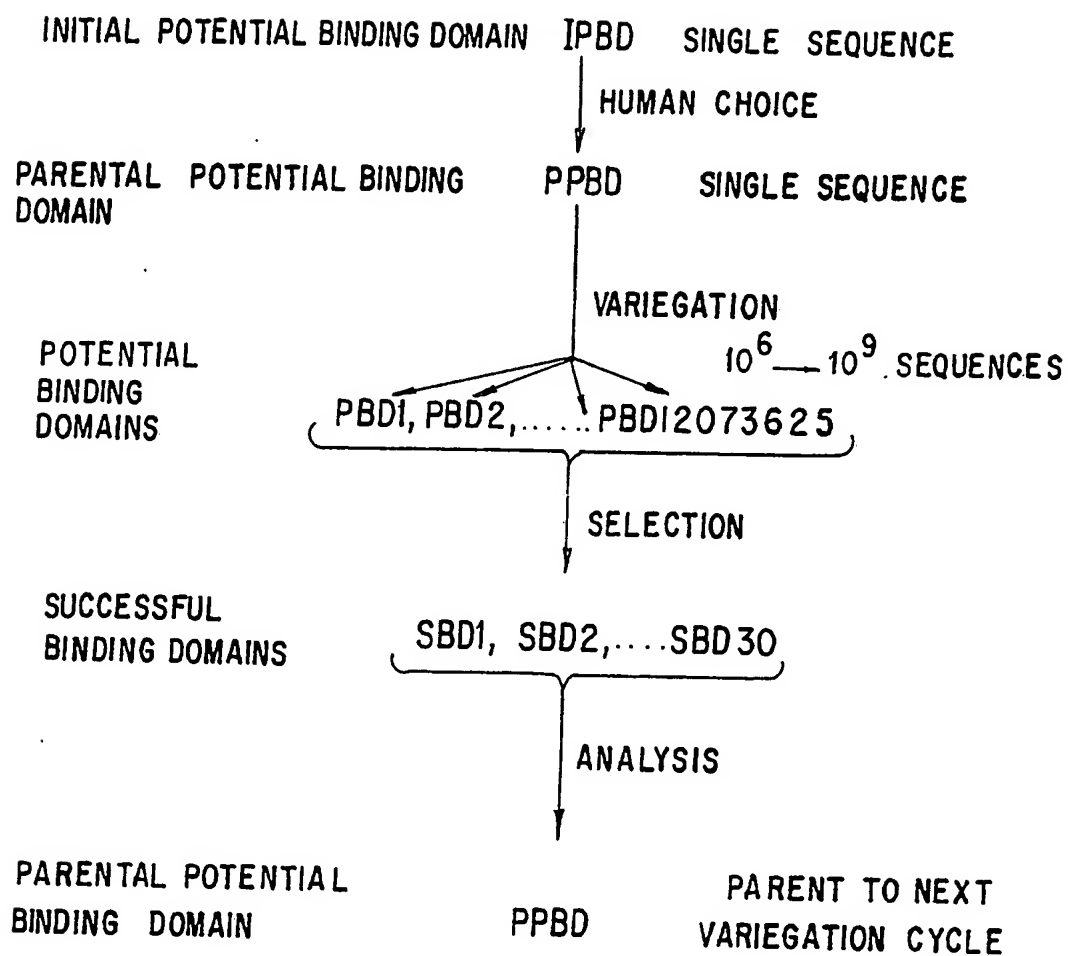 INITIAL POTENTIAL BINDING DOMAIN IPBD SINGLE SEQUENCE
HUMAN CHOICE
PARENTAL POTENTIAL BINDING DOMAIN PPBD SINGLE SEQUENCE
VARIEGATION
10^6 — 10^9 . SEQUENCES
POTENTIAL
BINDING
DOMAINS
PBD1, PBD2,...... PBD12073625
SELECTION
SUCCESSFUL
BINDING DOMAINS
SBD1, SBD2,....SBD30
ANALYSIS
PARENTAL POTENTIAL
BINDING DOMAIN
PPBD
PARENT TO NEXT
VARIEGATION CYCLE